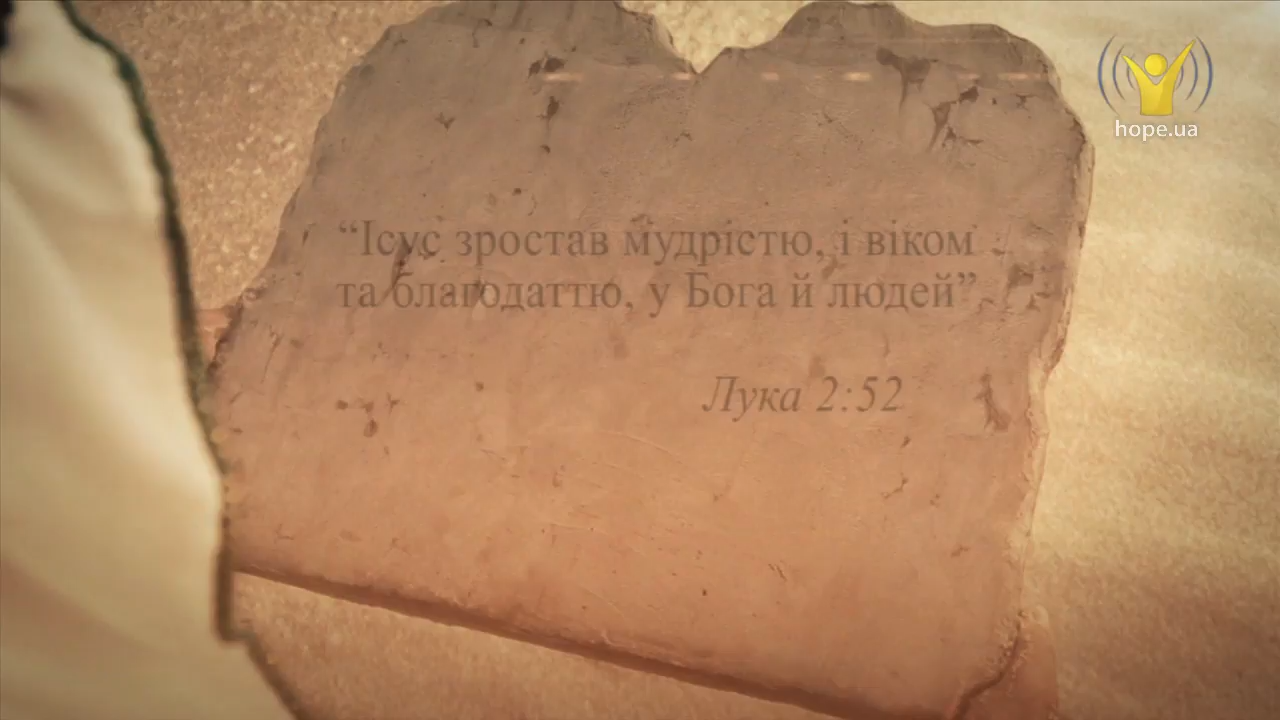 hope.ua
“Ісус зростав мудрістю, і віком
та благодаттю, у Бога й людей”
Лука 2:52